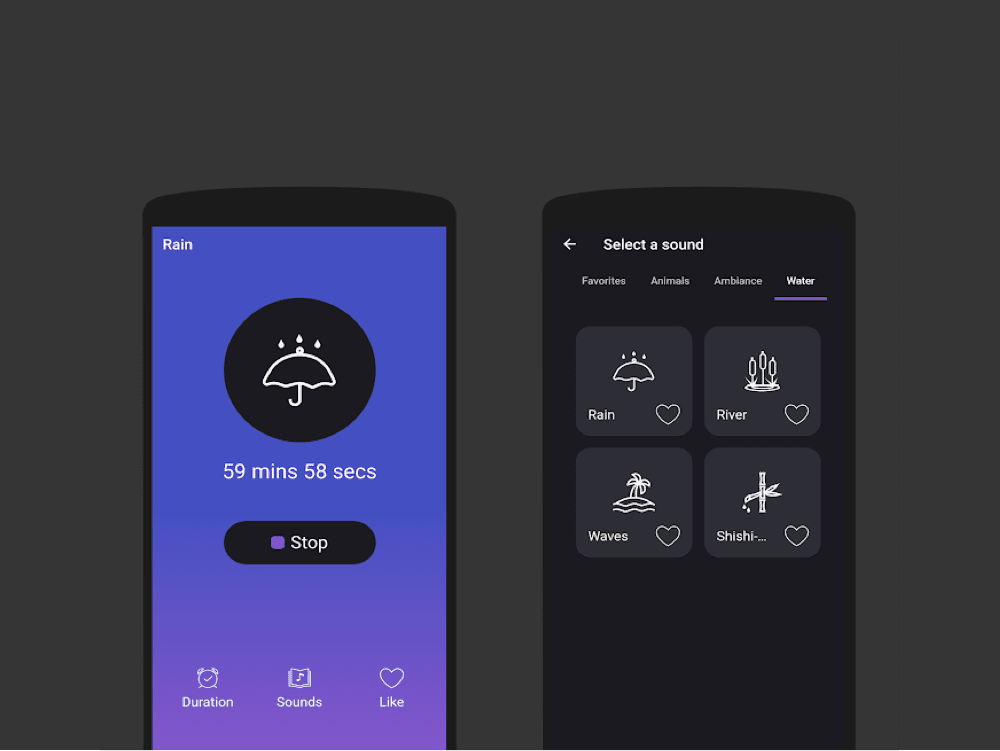 Rain
59 mins 58 secs
Stop
Duration Sounds Like
Select a sound
Favorites Animals Ambiance Water
Rain River
Waves Shishi-...